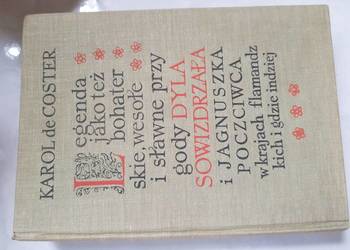 KAROL de COSTER
Legenda
jako też
bohater
skie, wesołe
i sławne przy
gody DYLA
SOWIZDRZAŁA
i JAGNUSZKA
POCZCIWCA
w krajach flamandz
kich i gdzie indziej